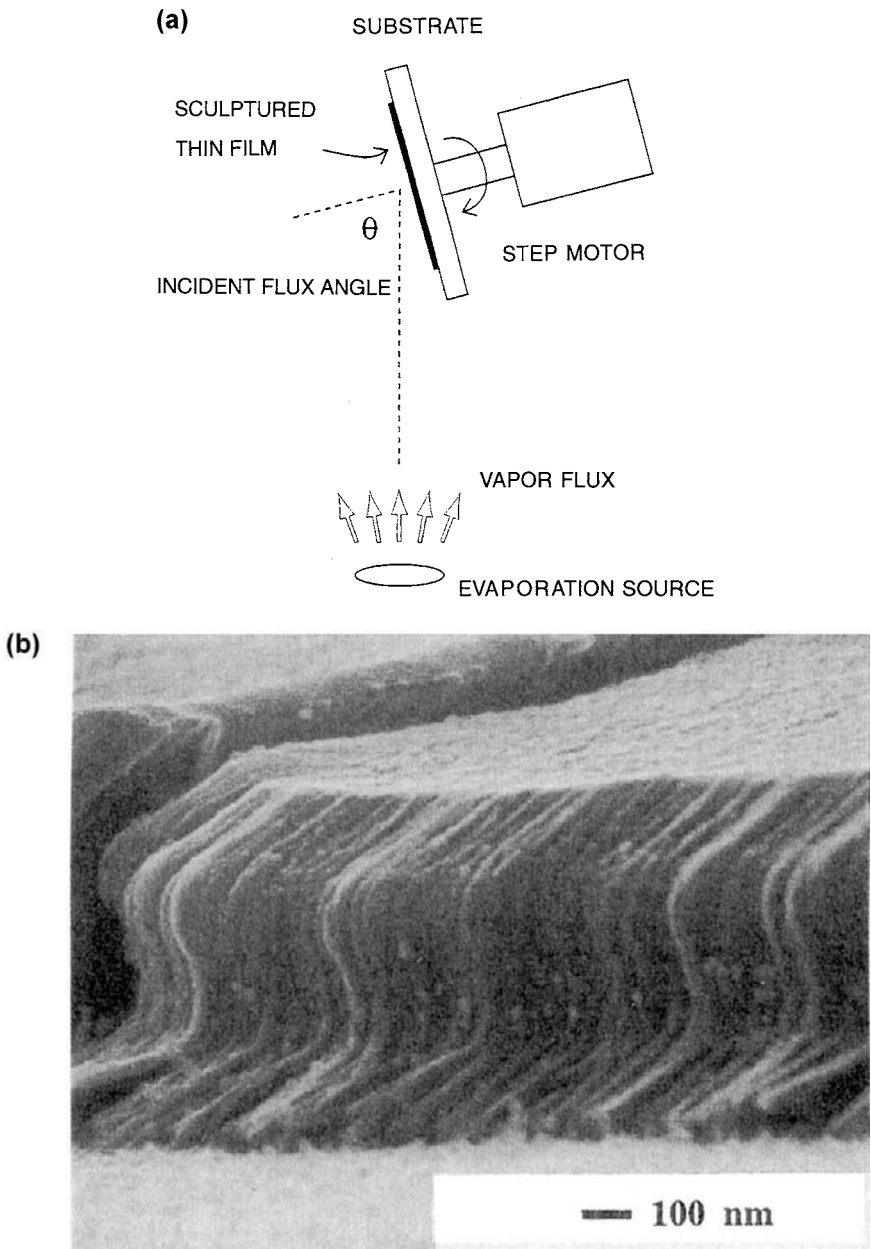 (a)
SUBSTRATE
SCULPTURED
THIN FILM
θ
STEP MOTOR
INCIDENT FLUX ANGLE
VAPOR FLUX
EVAPORATION SOURCE
(b)
100 nm